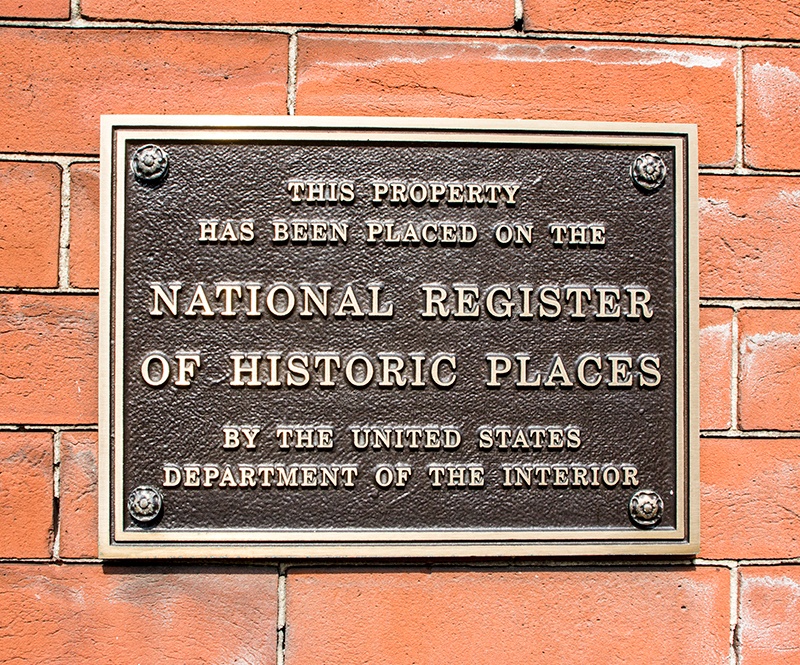 THIS PROPERTY
HAS BEEN PLACED ON THE
NATIONAL REGISTER
OF HISTORIC PLACES
BY THE UNITED STATES
DEPARTMENT OF THE INTERIOR